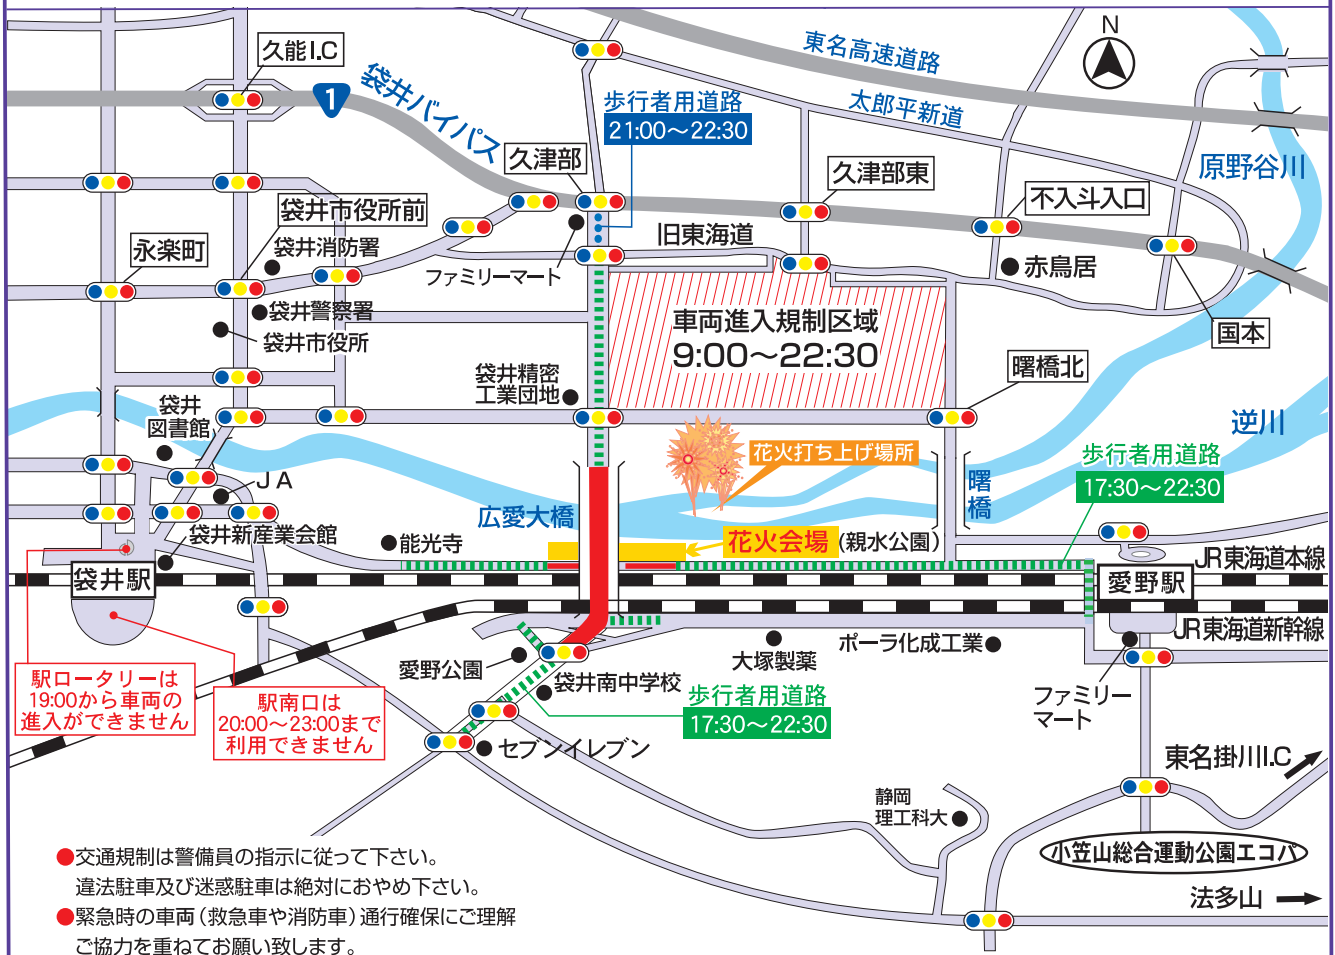 N
久能I.C
1
袋井バイパス
東名高速道路
太郎平新道
歩行者用道路
21:00〜22:30
久津部
久津部東
原野谷川
不入斗入口
袋井市役所前
袋井消防署
旧東海道
永楽町
ファミリーマート
赤鳥居
袋井警察署
袋井市役所
車両進入規制区域
9:00〜22:30
国本
曙橋北
袋井精密
工業団地
袋井
図書館
逆川
花火打ち上げ場所
歩行者用道路
17:30〜22:30
JA
曙橋
広愛大橋
袋井新産業会館
能光寺
花火会場
(親水公園)
JR東海道本線
袋井駅
愛野駅
JR東海道新幹線
ポーラ化成工業
大塚製薬
愛野公園
袋井南中学校
駅ロータリーは
19:00から車両の
進入ができません
駅南口は
20:00〜23:00まで
利用できません
歩行者用道路
17:30〜22:30
ファミリー
マート
セブンイレブン
東名掛川I.C
静岡
理工科大
小笠山総合運動公園エコパ
法多山
●交通規制は警備員の指示に従って下さい。
違法駐車及び迷惑駐車は絶対におやめ下さい。
●緊急時の車両(救急車や消防車)通行確保にご理解
ご協力を重ねてお願い致します。